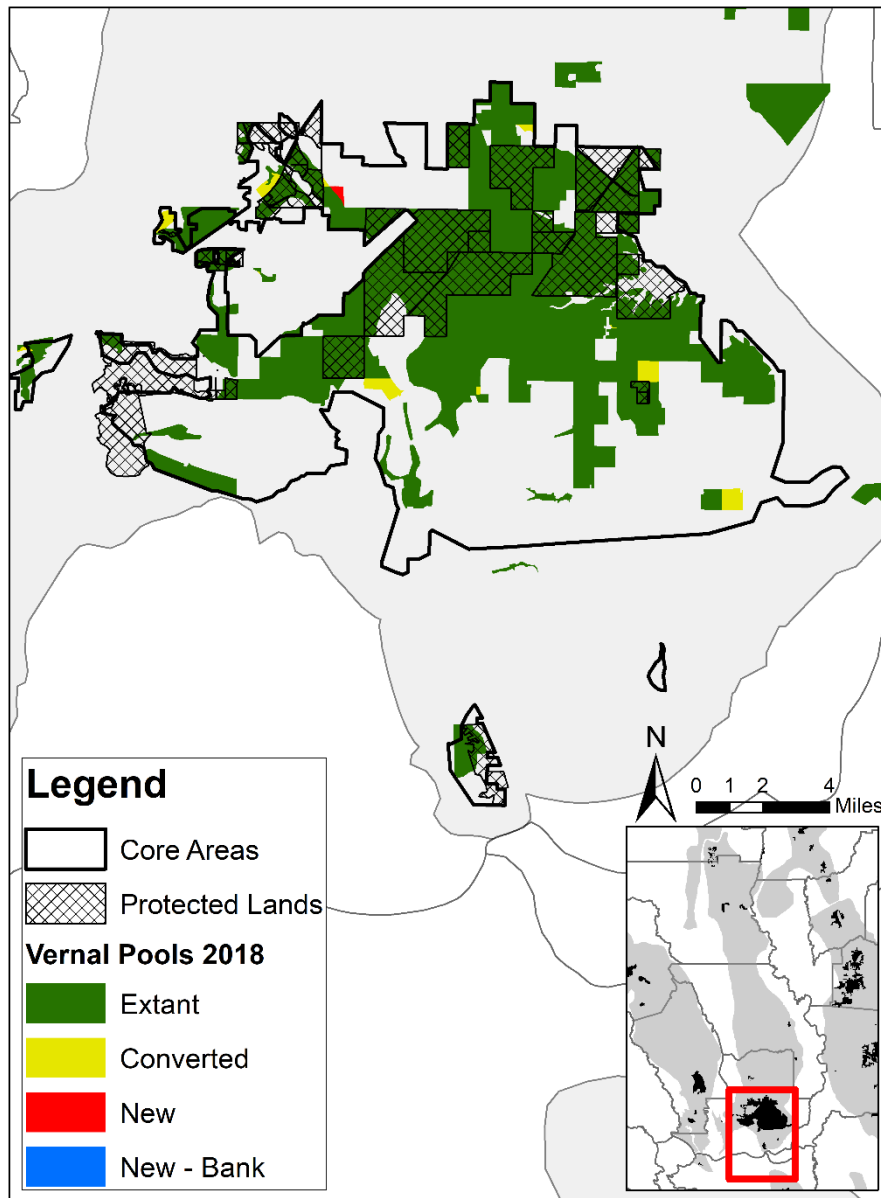 Legend
Core Areas
Protected Lands
Vernal Pools 2018
Extant
Converted
New
New - Bank
N
0 1 2 4
Miles